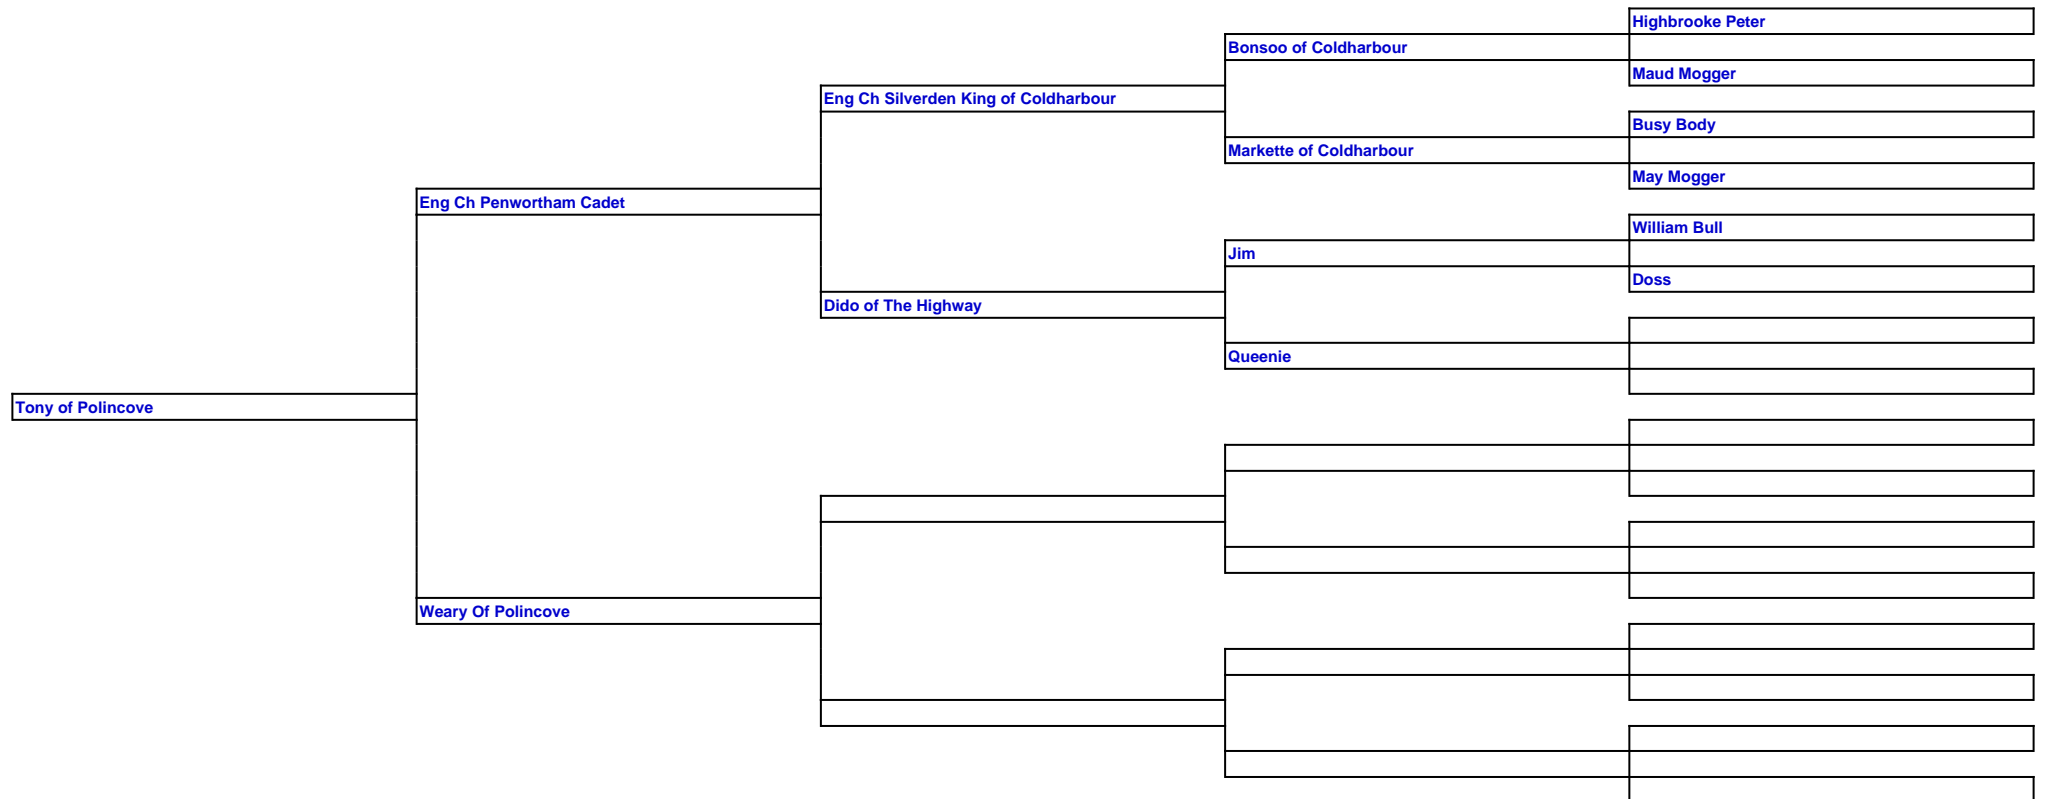 Highbrooke Peter
Bonsoo of Coldharbour
Maud Mogger
Eng Ch Silverden King of Coldharbour
Busy Body
Markette of Coldharbour
May Mogger
Eng Ch Penwortham Cadet
William Bull
Jim
Doss
Dido of The Highway
Queenie
Tony of Polincove
Weary Of Polincove